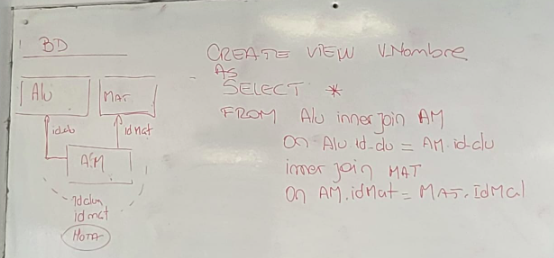 BD
Alu
MAT
idalu
idmat
AM
Idalu
idmat
NOTA
CREATE VIEW V_Nombre
AS
SELECT *
FROM Alu inner join AM
On Alu id_alu = AM.id_alu
inner join MAT
On AM.idMat = MAT.IdMat